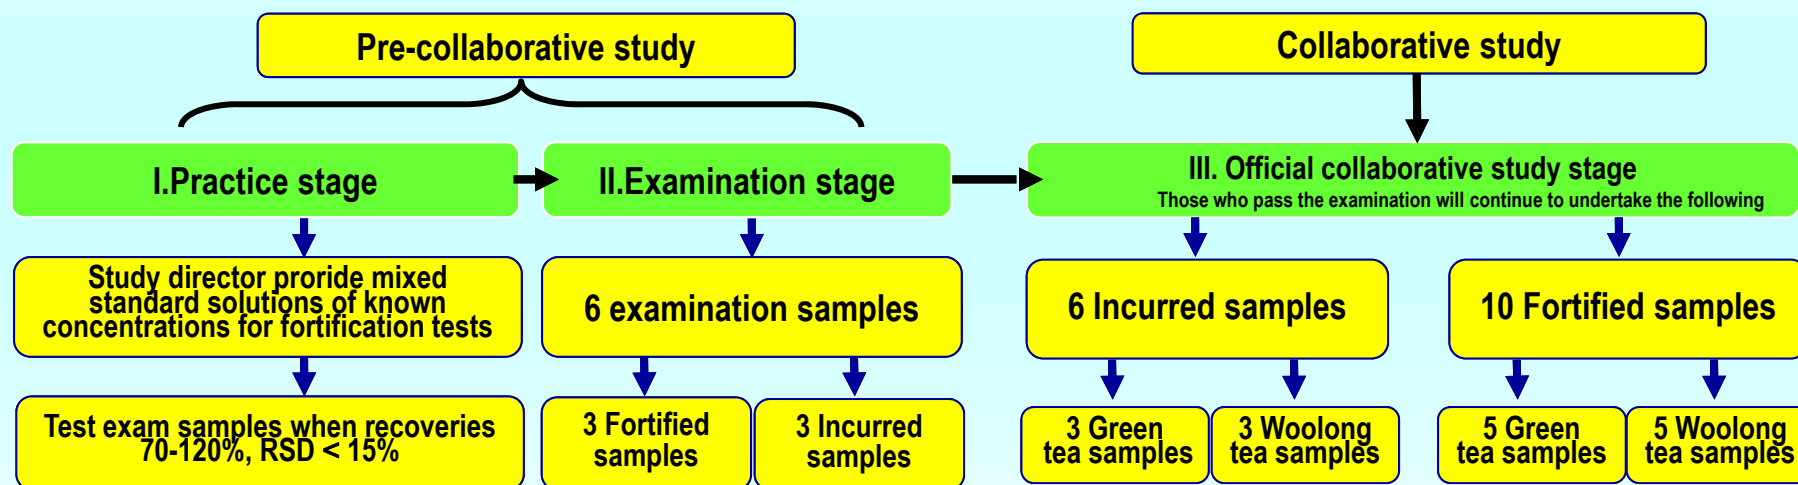 Pre-collaborative study
Collaborative study
I.Practice stage
II.Examination stage
III. Official collaborative study stage
Those who pass the examination will continue to undertake the following
Study director proride mixed
standard solutions of known
concentrations for fortification tests
6 examination samples
6 Incurred samples
10 Fortified samples
Test exam samples when recoveries
70-120%, RSD < 15%
3 Fortified
samples
3 Incurred
samples
3 Green
tea samples
3 Woolong
tea samples
5 Green
tea samples
5 Woolong
tea samples